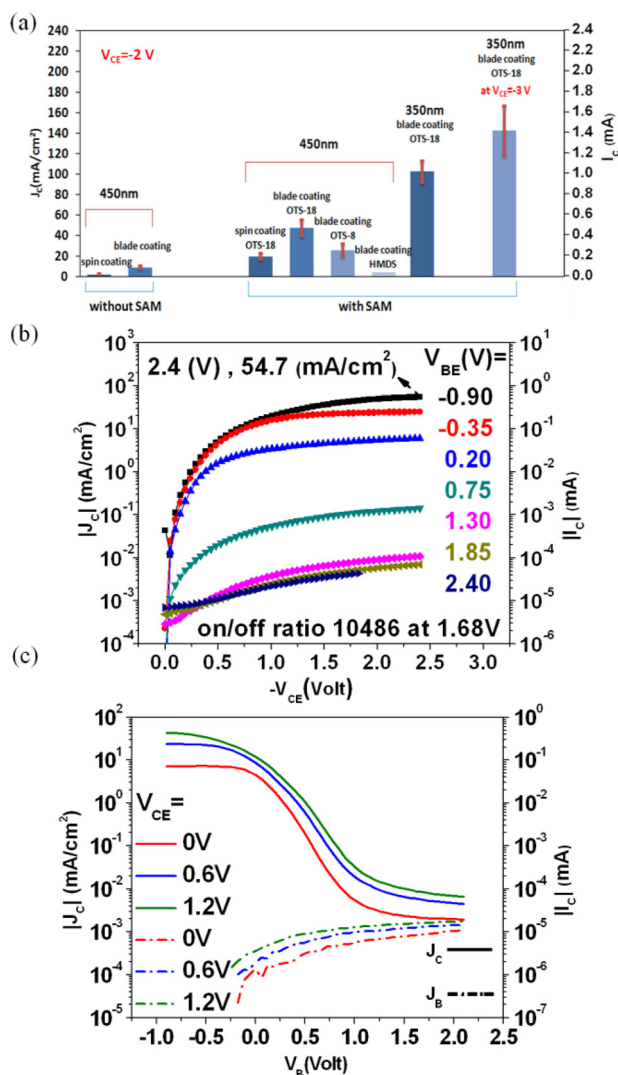 (a)
240
220
200
180
160
140
120
100
80
60
40
20
0
J_C(mA/cm²)
V_CE=-2 V
450nm
spin coating
blade coating
without SAM
450nm
spin coating
OTS-18
blade coating
OTS-18
blade coating
OTS-8
blade coating
HMDS
350nm
blade coating
OTS-18
350nm
blade coating
OTS-18
at V_CE=-3 V
with SAM
2.4
2.2
2.0
1.8
1.6
1.4
1.2
1.0
0.8
0.6
0.4
0.2
0.0
I_C (mA)
(b)
10³
10²
10¹
10⁰
10⁻¹
10⁻²
10⁻³
10⁻⁴
|J_C| (mA/cm²)
2.4 (V) , 54.7 (mA/cm²)
V_BE(V)=
-0.90
-0.35
0.20
0.75
1.30
1.85
2.40
on/off ratio 10486 at 1.68V
10¹
10⁰
10⁻¹
10⁻²
10⁻³
10⁻⁴
10⁻⁵
10⁻⁶
|I_C| (mA)
0.0 0.5 1.0 1.5 2.0 2.5 3.0
-V_CE(Volt)
(c)
10²
10¹
10⁰
10⁻¹
10⁻²
10⁻³
10⁻⁴
10⁻⁵
|J_C| (mA/cm²)
V_CE=
0V
0.6V
1.2V
0V
0.6V
1.2V
J_C
J_B
10⁰
10⁻¹
10⁻²
10⁻³
10⁻⁴
10⁻⁵
10⁻⁶
10⁻⁷
|I_C| (mA)
-1.0 -0.5 0.0 0.5 1.0 1.5 2.0
V_B(Volt)